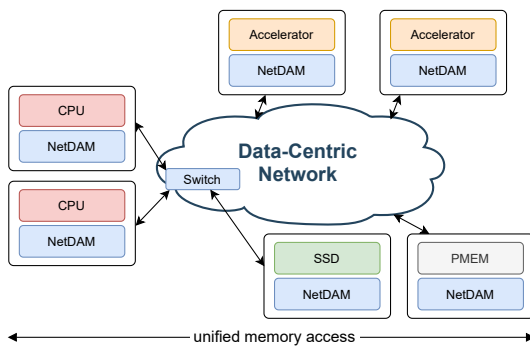 Accelerator
NetDAM
Accelerator
NetDAM
CPU
NetDAM
Data-Centric
Network
Switch
CPU
NetDAM
SSD
NetDAM
PMEM
NetDAM
unified memory access